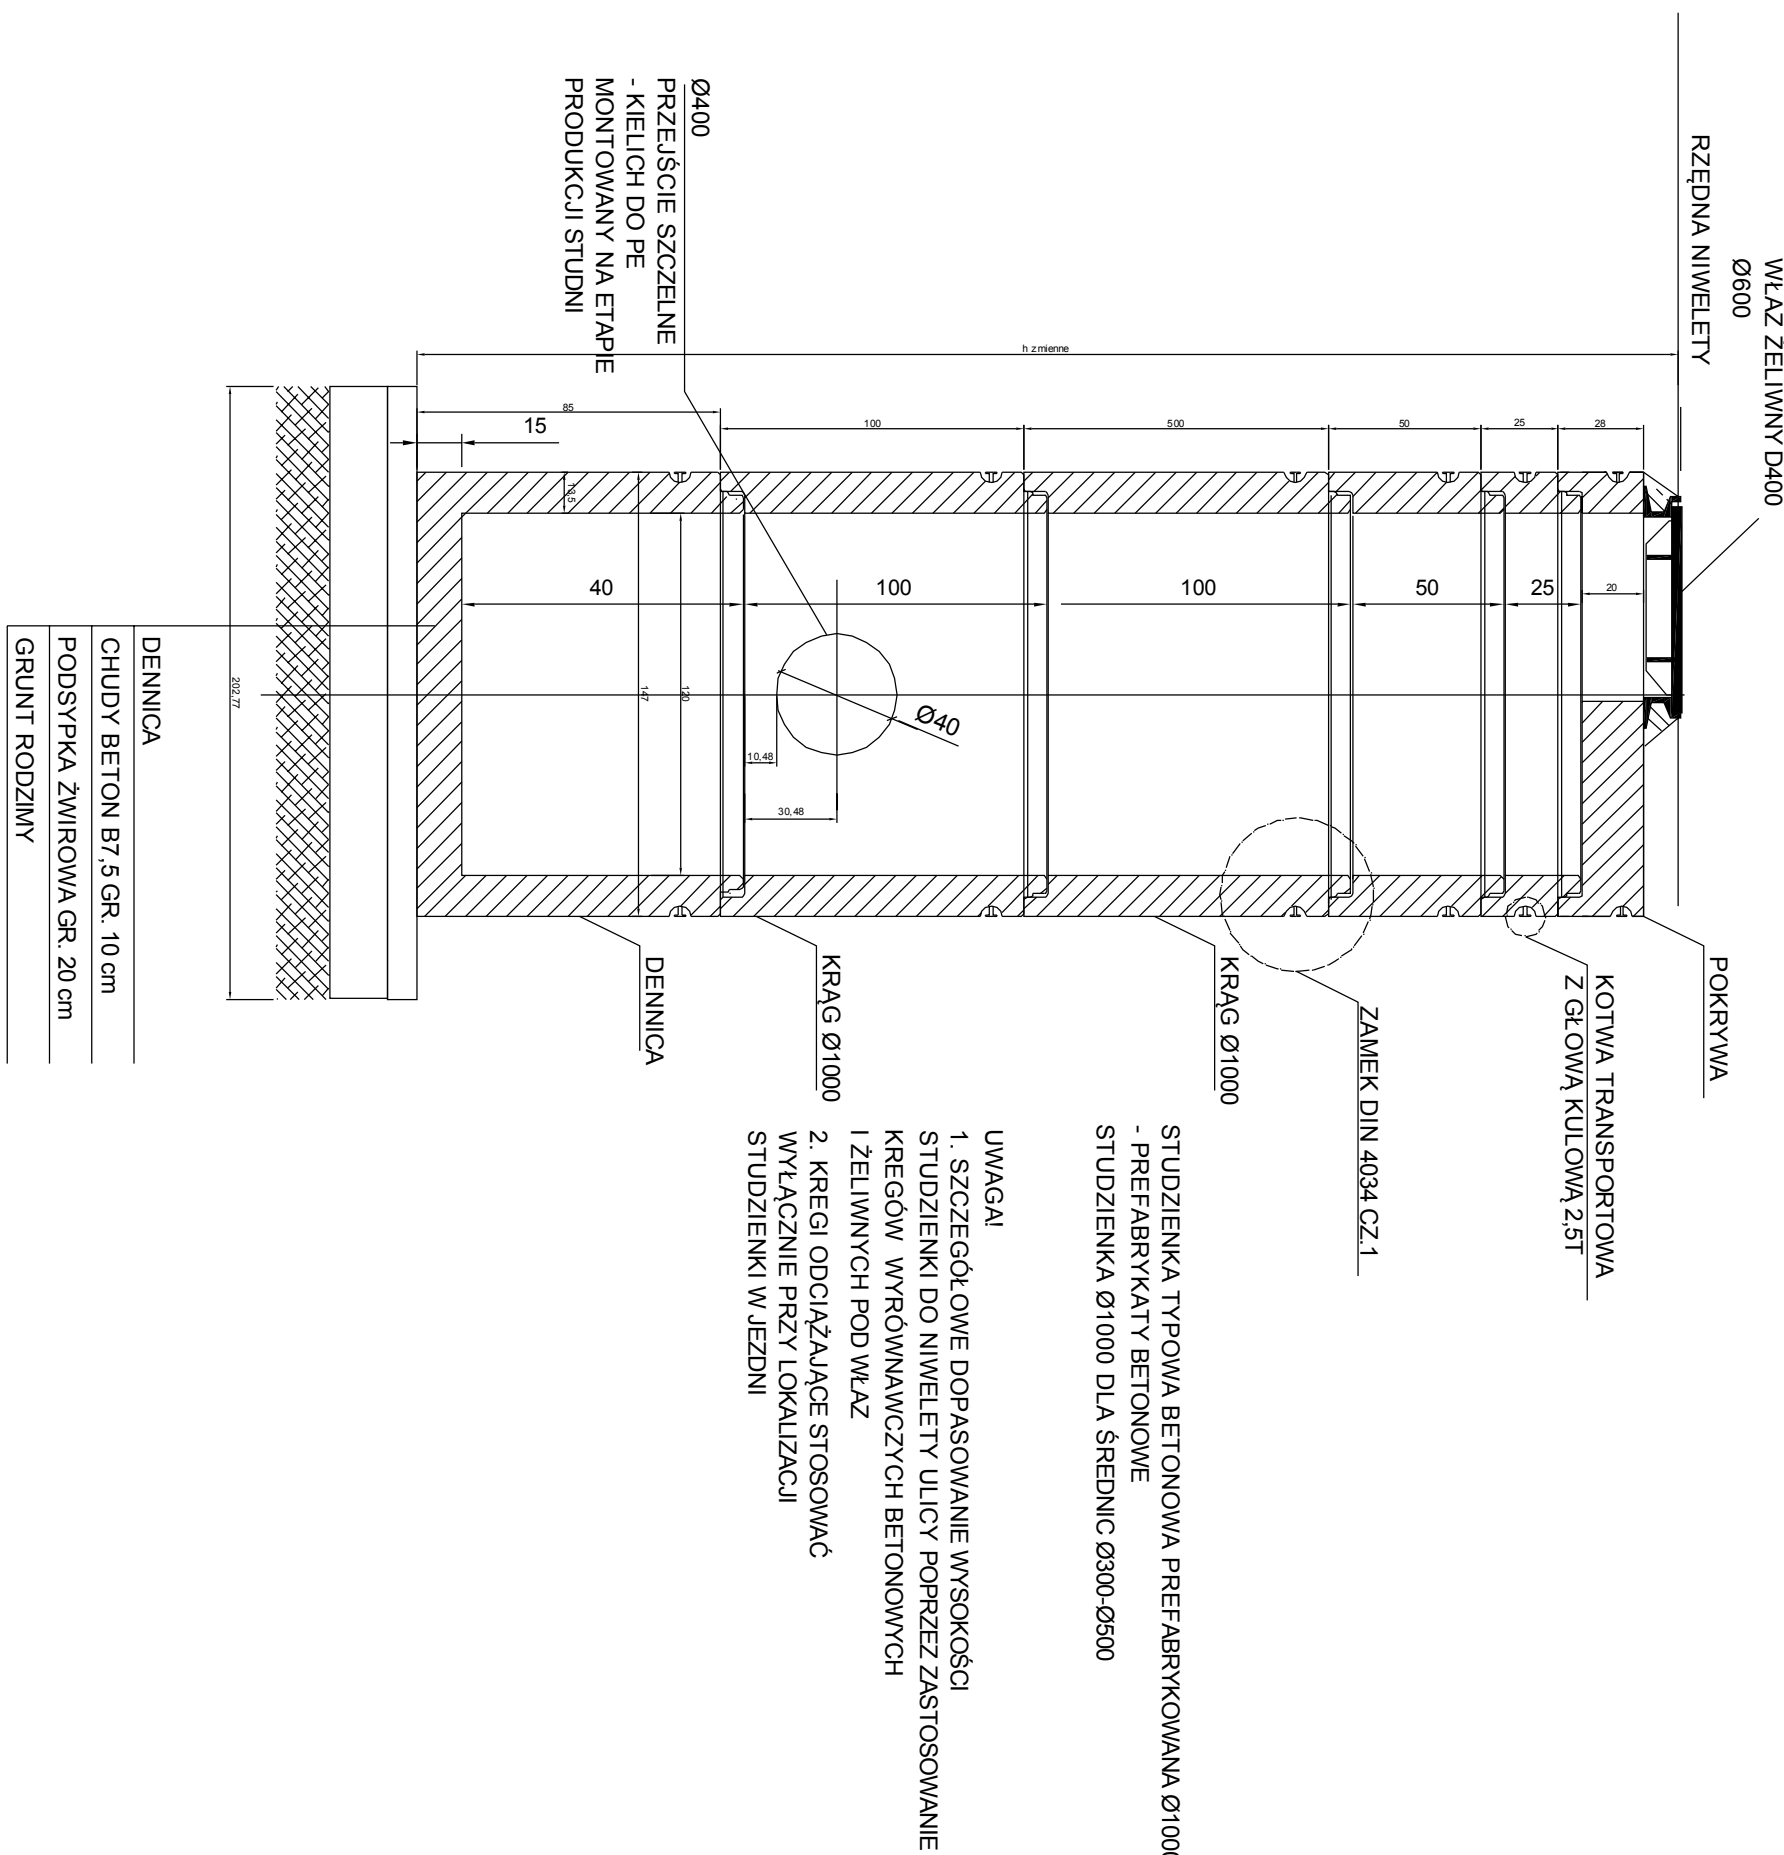 WŁAZ ŻELIWNY D400
Ø600
RZĘDNA NIWELETY
Ø400
PRZEJŚCIE SZCZELNE
- KIELICH DO PE
MONTOWANY NA ETAPIE
PRODUKCJI STUDNI
h zmienne
85
100
500
50
25
28
15
13,5
40
100
100
50
25
20
147
120
Ø40
10,48
30,48
202,77
POKRYWA
KOTWA TRANSPORTOWA
Z GŁOWĄ KULOWĄ 2,5T
ZAMEK DIN 4034 CZ.1
KRĄG Ø1000
KRĄG Ø1000
DENNICA
DENNICA
CHUDY BETON B7,5 GR. 10 cm
PODSYPKA ŻWIROWA GR. 20 cm
GRUNT RODZIMY
STUDZIENKA TYPOWA BETONOWA PREFABRYKOWANA Ø1000
- PREFABRYKATY BETONOWE
STUDZIENKA Ø1000 DLA ŚREDNIC Ø300-Ø500
UWAGA!
1. SZCZEGÓŁOWE DOPASOWANIE WYSOKOŚCI
STUDZIENKI DO NIWELETY ULICY POPRZEZ ZASTOSOWANIE
KREGÓW WYRÓWNAWCZYCH BETONOWYCH
I ŻELIWNYCH POD WŁAZ
2. KREGI ODCIĄŻAJĄCE STOSOWAĆ
WYŁĄCZNIE PRZY LOKALIZACJI
STUDZIENKI W JEZDNI